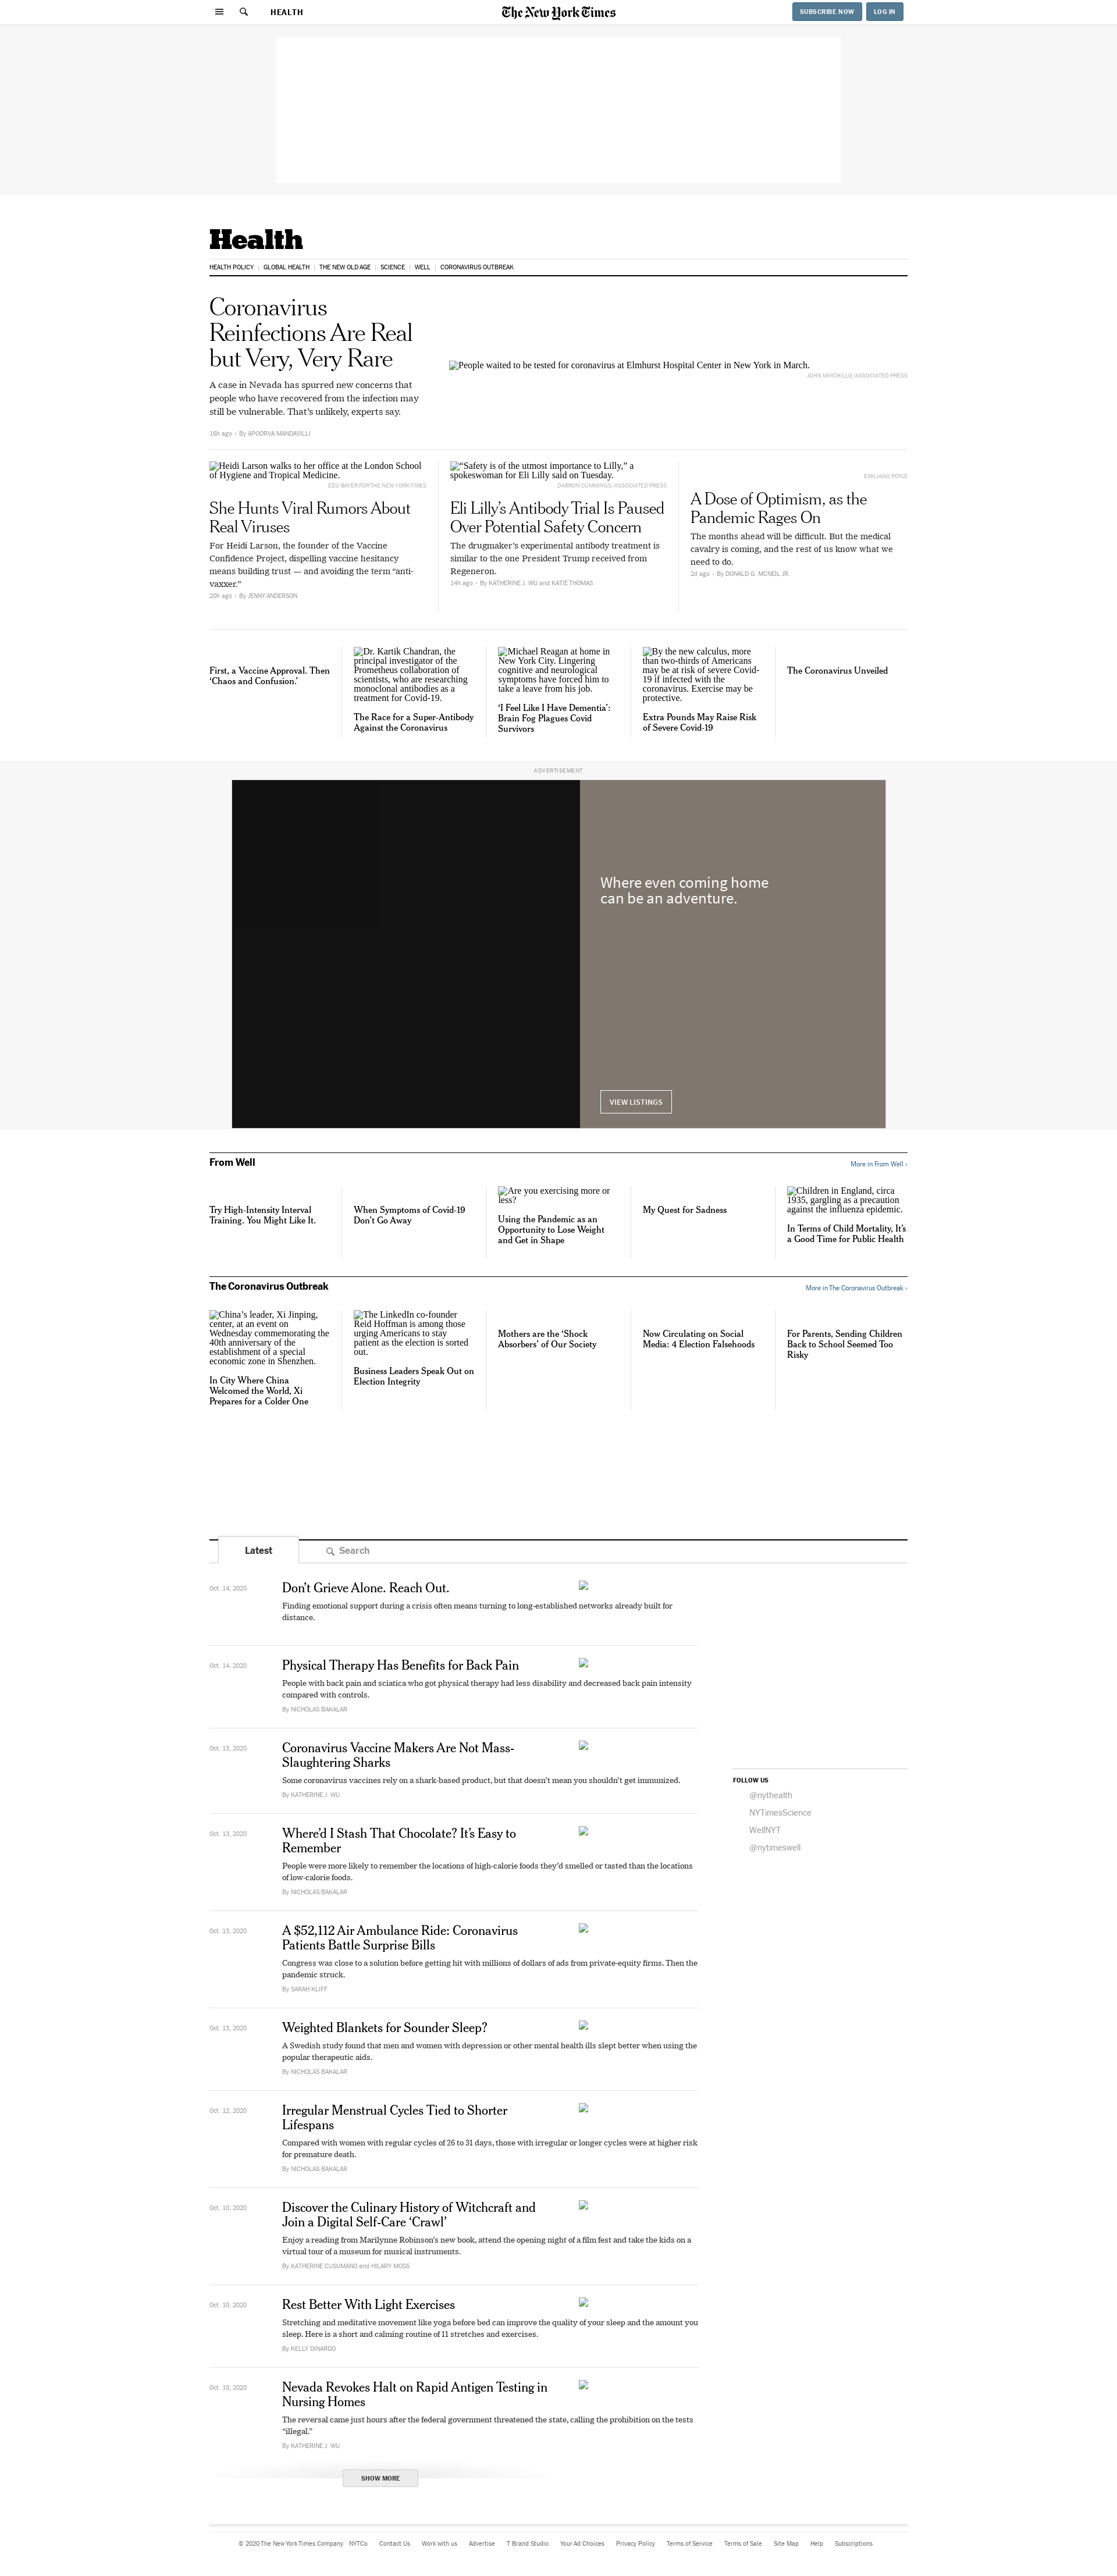 HEALTH
The New York Times
SUBSCRIBE NOW
LOG IN
Health
HEALTH POLICY
GLOBAL HEALTH
THE NEW OLD AGE
SCIENCE
WELL
CORONAVIRUS OUTBREAK
Coronavirus
Reinfections Are Real
but Very, Very Rare
A case in Nevada has spurred new concerns that
people who have recovered from the infection may
still be vulnerable. That's unlikely, experts say.
16h ago • By APOORVA MANDAVILLI
People waited to be tested for coronavirus at Elmhurst Hospital Center in New York in March.
JOHN MINCHILLO/ASSOCIATED PRESS
Heidi Larson walks to her office at the London School
of Hygiene and Tropical Medicine.
EDU BAYER FOR THE NEW YORK TIMES
She Hunts Viral Rumors About
Real Viruses
For Heidi Larson, the founder of the Vaccine
Confidence Project, dispelling vaccine hesitancy
means building trust — and avoiding the term “anti-
vaxxer.”
20h ago • By JENNY ANDERSON
“Safety is of the utmost importance to Lilly,” a
spokeswoman for Eli Lilly said on Tuesday.
DARRON CUMMINGS/ASSOCIATED PRESS
Eli Lilly’s Antibody Trial Is Paused
Over Potential Safety Concern
The drugmaker’s experimental antibody treatment is
similar to the one President Trump received from
Regeneron.
14h ago • By KATHERINE J. WU and KATIE THOMAS
EMILIANO PONZI
A Dose of Optimism, as the
Pandemic Rages On
The months ahead will be difficult. But the medical
cavalry is coming, and the rest of us know what we
need to do.
2d ago • By DONALD G. MCNEIL JR.
First, a Vaccine Approval. Then
‘Chaos and Confusion.’
Dr. Kartik Chandran, the
principal investigator of the
Prometheus collaboration of
scientists, who are researching
monoclonal antibodies as a
treatment for Covid-19.
The Race for a Super-Antibody
Against the Coronavirus
Michael Reagan at home in
New York City. Lingering
cognitive and neurological
symptoms have forced him to
take a leave from his job.
‘I Feel Like I Have Dementia’:
Brain Fog Plagues Covid
Survivors
By the new calculus, more
than two-thirds of Americans
may be at risk of severe Covid-
19 if infected with the
coronavirus. Exercise may be
protective.
Extra Pounds May Raise Risk
of Severe Covid-19
The Coronavirus Unveiled
ADVERTISEMENT
Where even coming home
can be an adventure.
VIEW LISTINGS
From Well
More in From Well ›
Try High-Intensity Interval
Training. You Might Like It.
When Symptoms of Covid-19
Don’t Go Away
Are you exercising more or
less?
Using the Pandemic as an
Opportunity to Lose Weight
and Get in Shape
My Quest for Sadness
Children in England, circa
1935, gargling as a precaution
against the influenza epidemic.
In Terms of Child Mortality, It’s
a Good Time for Public Health
The Coronavirus Outbreak
More in The Coronavirus Outbreak ›
China’s leader, Xi Jinping,
center, at an event on
Wednesday commemorating the
40th anniversary of the
establishment of a special
economic zone in Shenzhen.
In City Where China
Welcomed the World, Xi
Prepares for a Colder One
The LinkedIn co-founder
Reid Hoffman is among those
urging Americans to stay
patient as the election is sorted
out.
Business Leaders Speak Out on
Election Integrity
Mothers are the ‘Shock
Absorbers’ of Our Society
Now Circulating on Social
Media: 4 Election Falsehoods
For Parents, Sending Children
Back to School Seemed Too
Risky
Latest
Search
Oct. 14, 2020
Don’t Grieve Alone. Reach Out.
Finding emotional support during a crisis often means turning to long-established networks already built for
distance.
Oct. 14, 2020
Physical Therapy Has Benefits for Back Pain
People with back pain and sciatica who got physical therapy had less disability and decreased back pain intensity
compared with controls.
By NICHOLAS BAKALAR
Oct. 13, 2020
Coronavirus Vaccine Makers Are Not Mass-
Slaughtering Sharks
Some coronavirus vaccines rely on a shark-based product, but that doesn’t mean you shouldn’t get immunized.
By KATHERINE J. WU
FOLLOW US
@nythealth
NYTimesScience
WellNYT
@nytimeswell
Oct. 13, 2020
Where’d I Stash That Chocolate? It’s Easy to
Remember
People were more likely to remember the locations of high-calorie foods they’d smelled or tasted than the locations
of low-calorie foods.
By NICHOLAS BAKALAR
Oct. 13, 2020
A $52,112 Air Ambulance Ride: Coronavirus
Patients Battle Surprise Bills
Congress was close to a solution before getting hit with millions of dollars of ads from private-equity firms. Then the
pandemic struck.
By SARAH KLIFF
Oct. 13, 2020
Weighted Blankets for Sounder Sleep?
A Swedish study found that men and women with depression or other mental health ills slept better when using the
popular therapeutic aids.
By NICHOLAS BAKALAR
Oct. 12, 2020
Irregular Menstrual Cycles Tied to Shorter
Lifespans
Compared with women with regular cycles of 26 to 31 days, those with irregular or longer cycles were at higher risk
for premature death.
By NICHOLAS BAKALAR
Oct. 10, 2020
Discover the Culinary History of Witchcraft and
Join a Digital Self-Care ‘Crawl’
Enjoy a reading from Marilynne Robinson’s new book, attend the opening night of a film fest and take the kids on a
virtual tour of a museum for musical instruments.
By KATHERINE CUSUMANO and HILARY MOSS
Oct. 10, 2020
Rest Better With Light Exercises
Stretching and meditative movement like yoga before bed can improve the quality of your sleep and the amount you
sleep. Here is a short and calming routine of 11 stretches and exercises.
By KELLY DINARDO
Oct. 10, 2020
Nevada Revokes Halt on Rapid Antigen Testing in
Nursing Homes
The reversal came just hours after the federal government threatened the state, calling the prohibition on the tests
“illegal.”
By KATHERINE J. WU
SHOW MORE
© 2020 The New York Times Company NYTCo Contact Us Work with us Advertise T Brand Studio Your Ad Choices Privacy Policy Terms of Service Terms of Sale Site Map Help Subscriptions